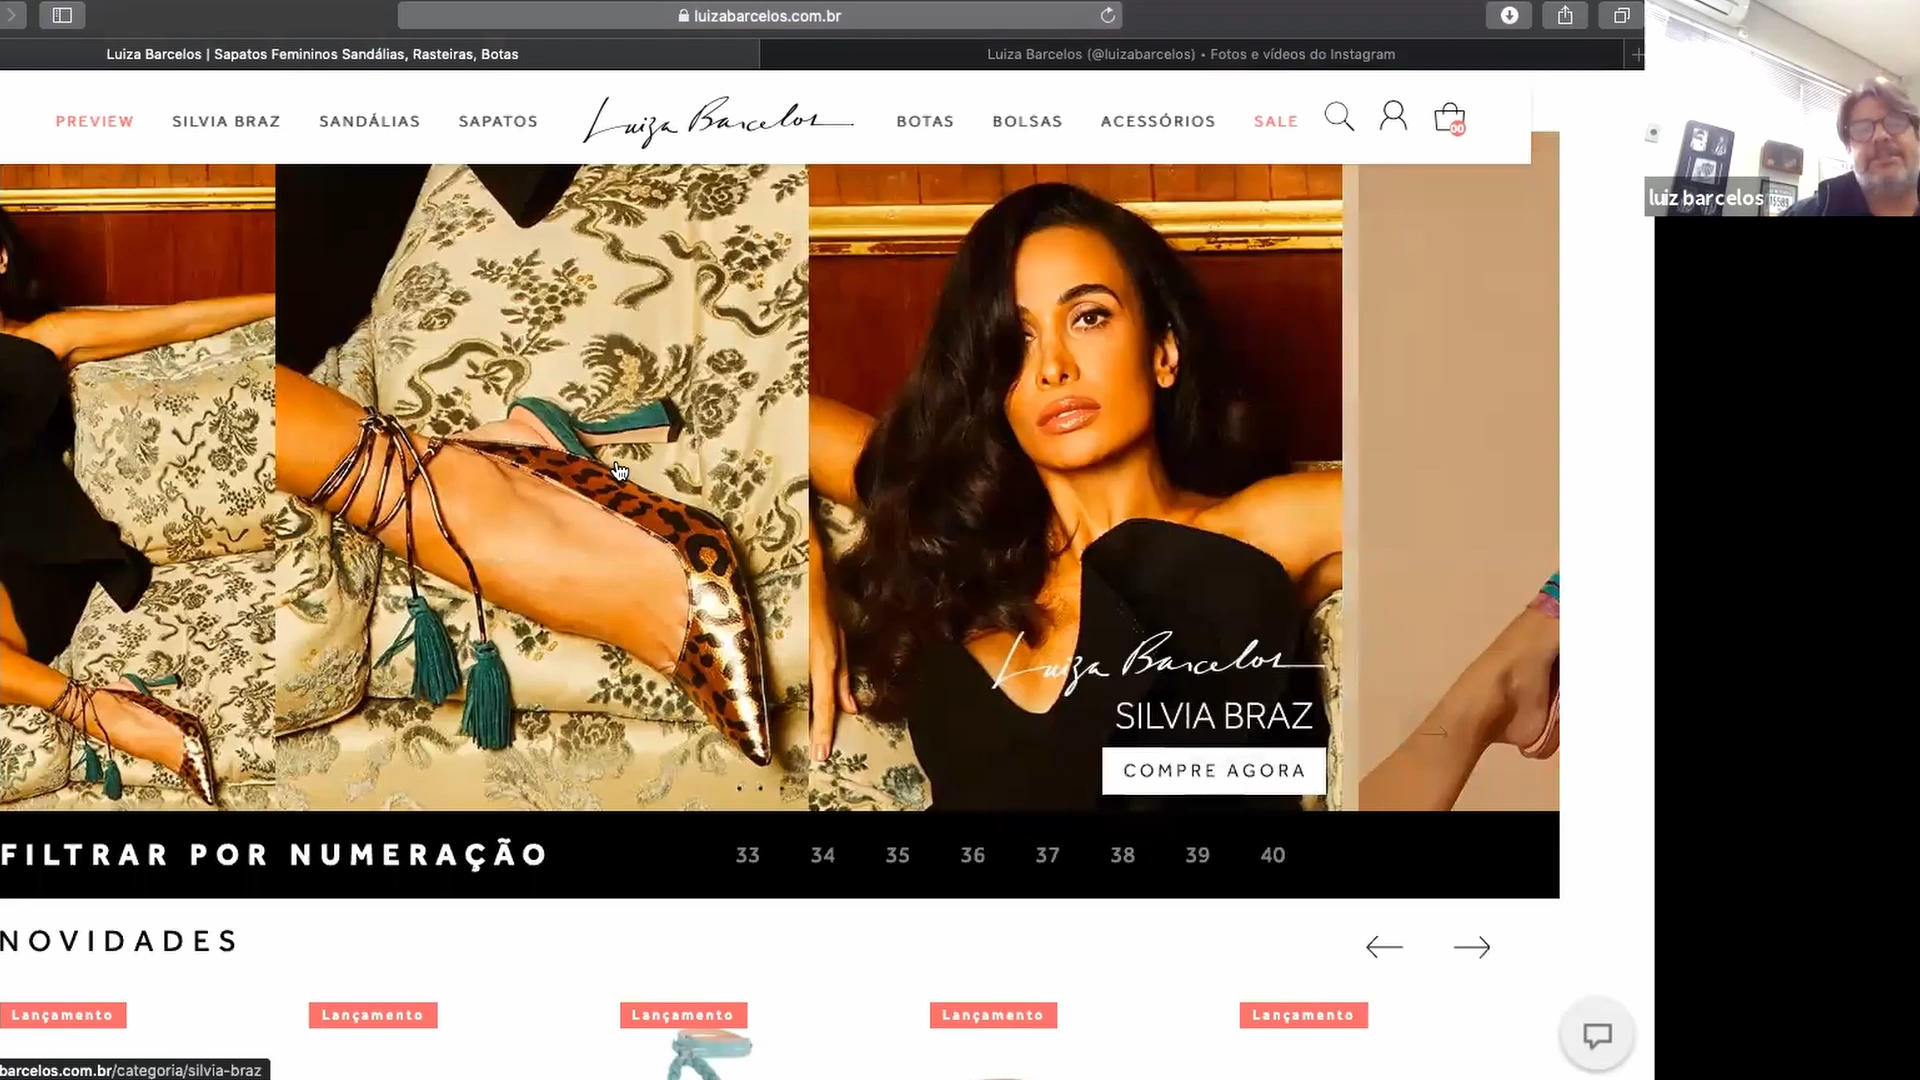 luizabarcelos.com.br
Luiza Barcelos | Sapatos Femininos Sandálias, Rasteiras, Botas
Luiza Barcelos (@luizabarcelos) • Fotos e vídeos do Instagram
PREVIEW SILVIA BRAZ SANDÁLIAS SAPATOS Luiza Barcelos BOTAS BOLSAS ACESSÓRIOS SALE 00
luiz barcelos
Luiza Barcelos
SILVIA BRAZ
COMPRE AGORA
FILTRAR POR NUMERAÇÃO 33 34 35 36 37 38 39 40
NOVIDADES
Lançamento Lançamento Lançamento Lançamento Lançamento
barcelos.com.br/categoria/silvia-braz